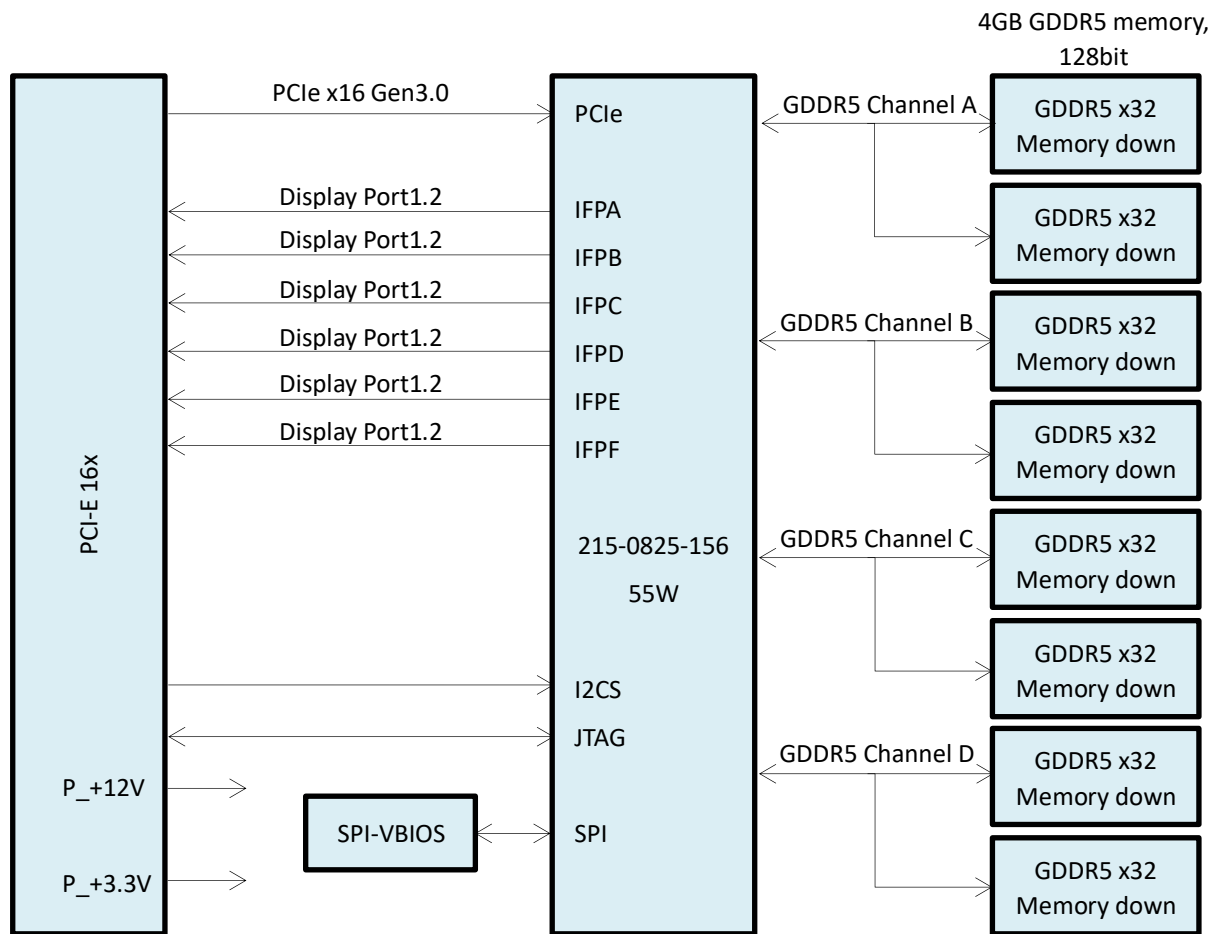 4GB GDDR5 memory,
128bit
PCI-E 16x
PCIe x16 Gen3.0
Display Port1.2
Display Port1.2
Display Port1.2
Display Port1.2
Display Port1.2
Display Port1.2
P_+12V
P_+3.3V
SPI-VBIOS
PCIe
IFPA
IFPB
IFPC
IFPD
IFPE
IFPF
215-0825-156
55W
I2CS
JTAG
SPI
GDDR5 Channel A
GDDR5 Channel B
GDDR5 Channel C
GDDR5 Channel D
GDDR5 x32
Memory down
GDDR5 x32
Memory down
GDDR5 x32
Memory down
GDDR5 x32
Memory down
GDDR5 x32
Memory down
GDDR5 x32
Memory down
GDDR5 x32
Memory down
GDDR5 x32
Memory down